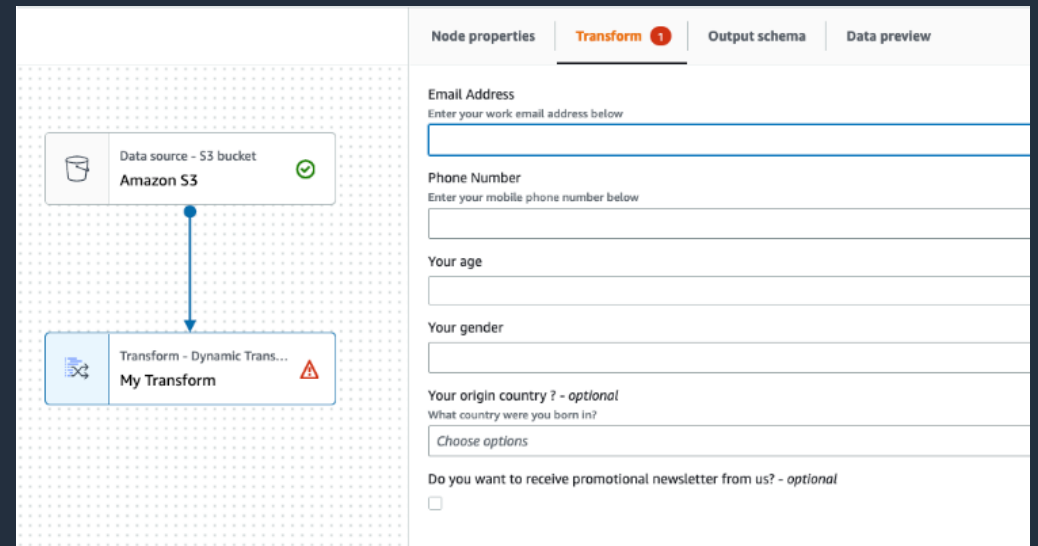 Node properties
Transform 1
Output schema
Data preview
Data source - S3 bucket
Amazon S3
Transform - Dynamic Trans...
My Transform
Email Address
Enter your work email address below
Phone Number
Enter your mobile phone number below
Your age
Your gender
Your origin country ? - optional
What country were you born in?
Choose options
Do you want to receive promotional newsletter from us? - optional